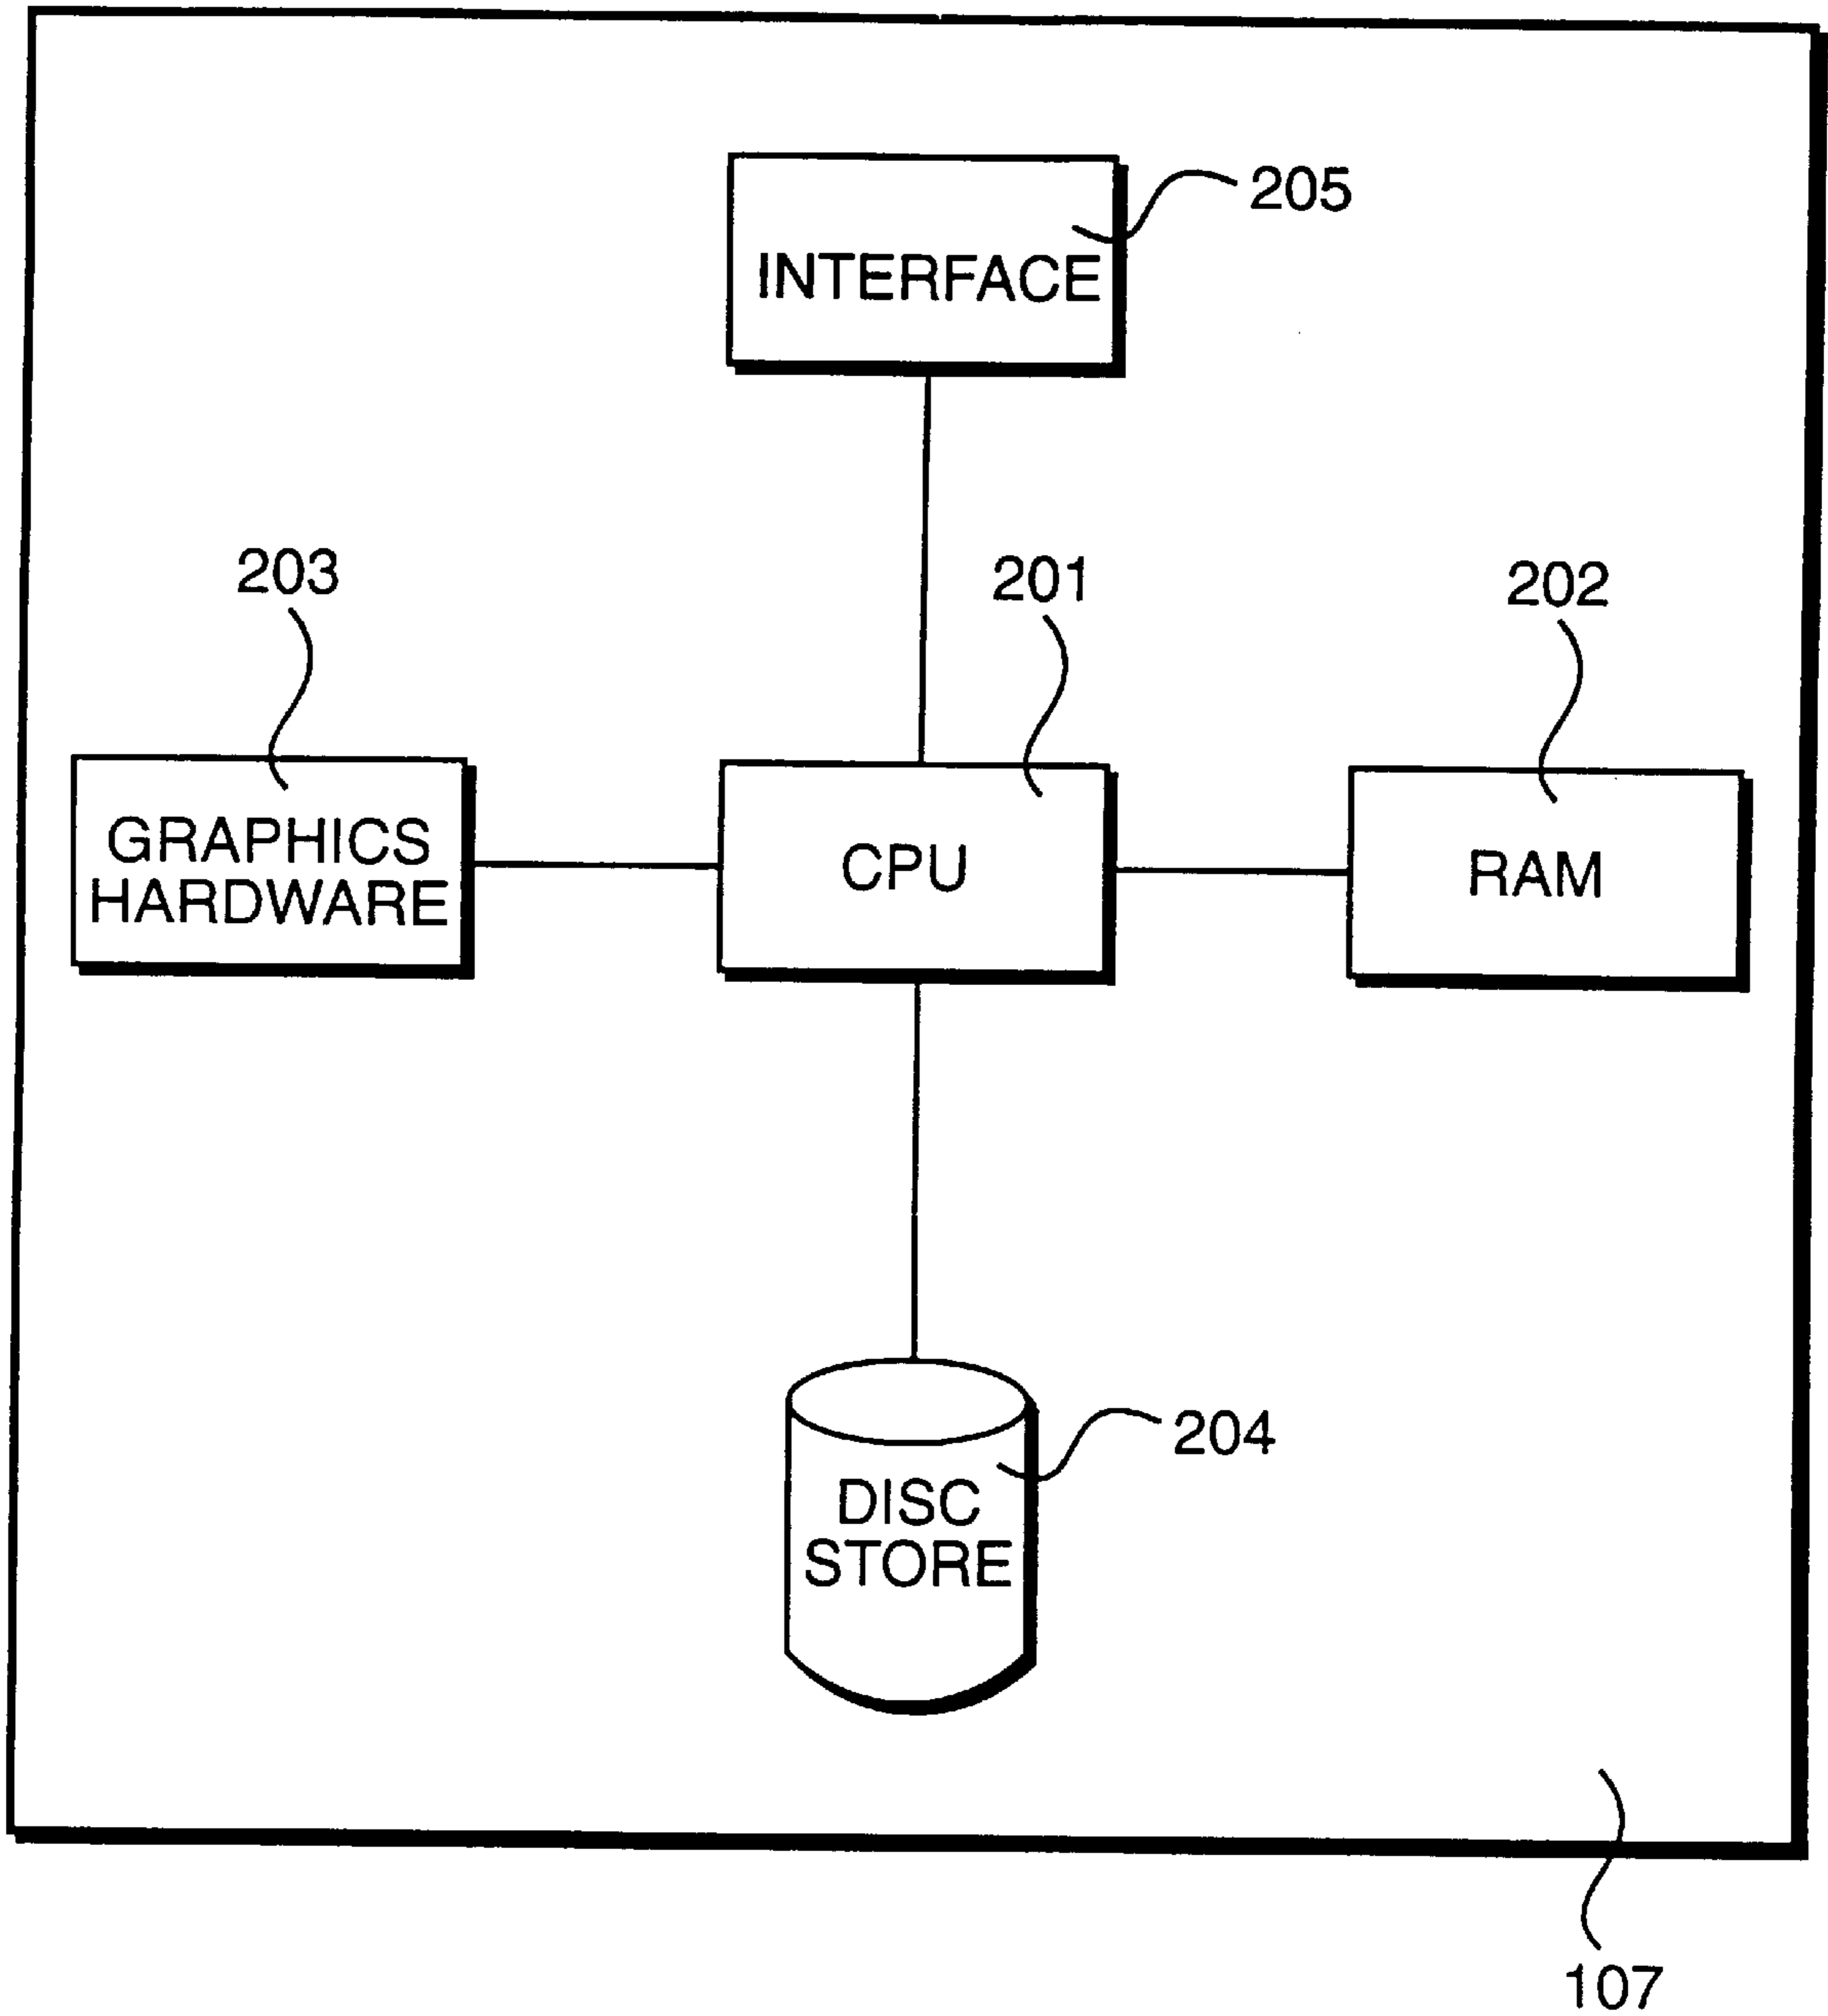 205
INTERFACE
203
201
202
GRAPHICS
HARDWARE
CPU
RAM
204
DISC
STORE
107